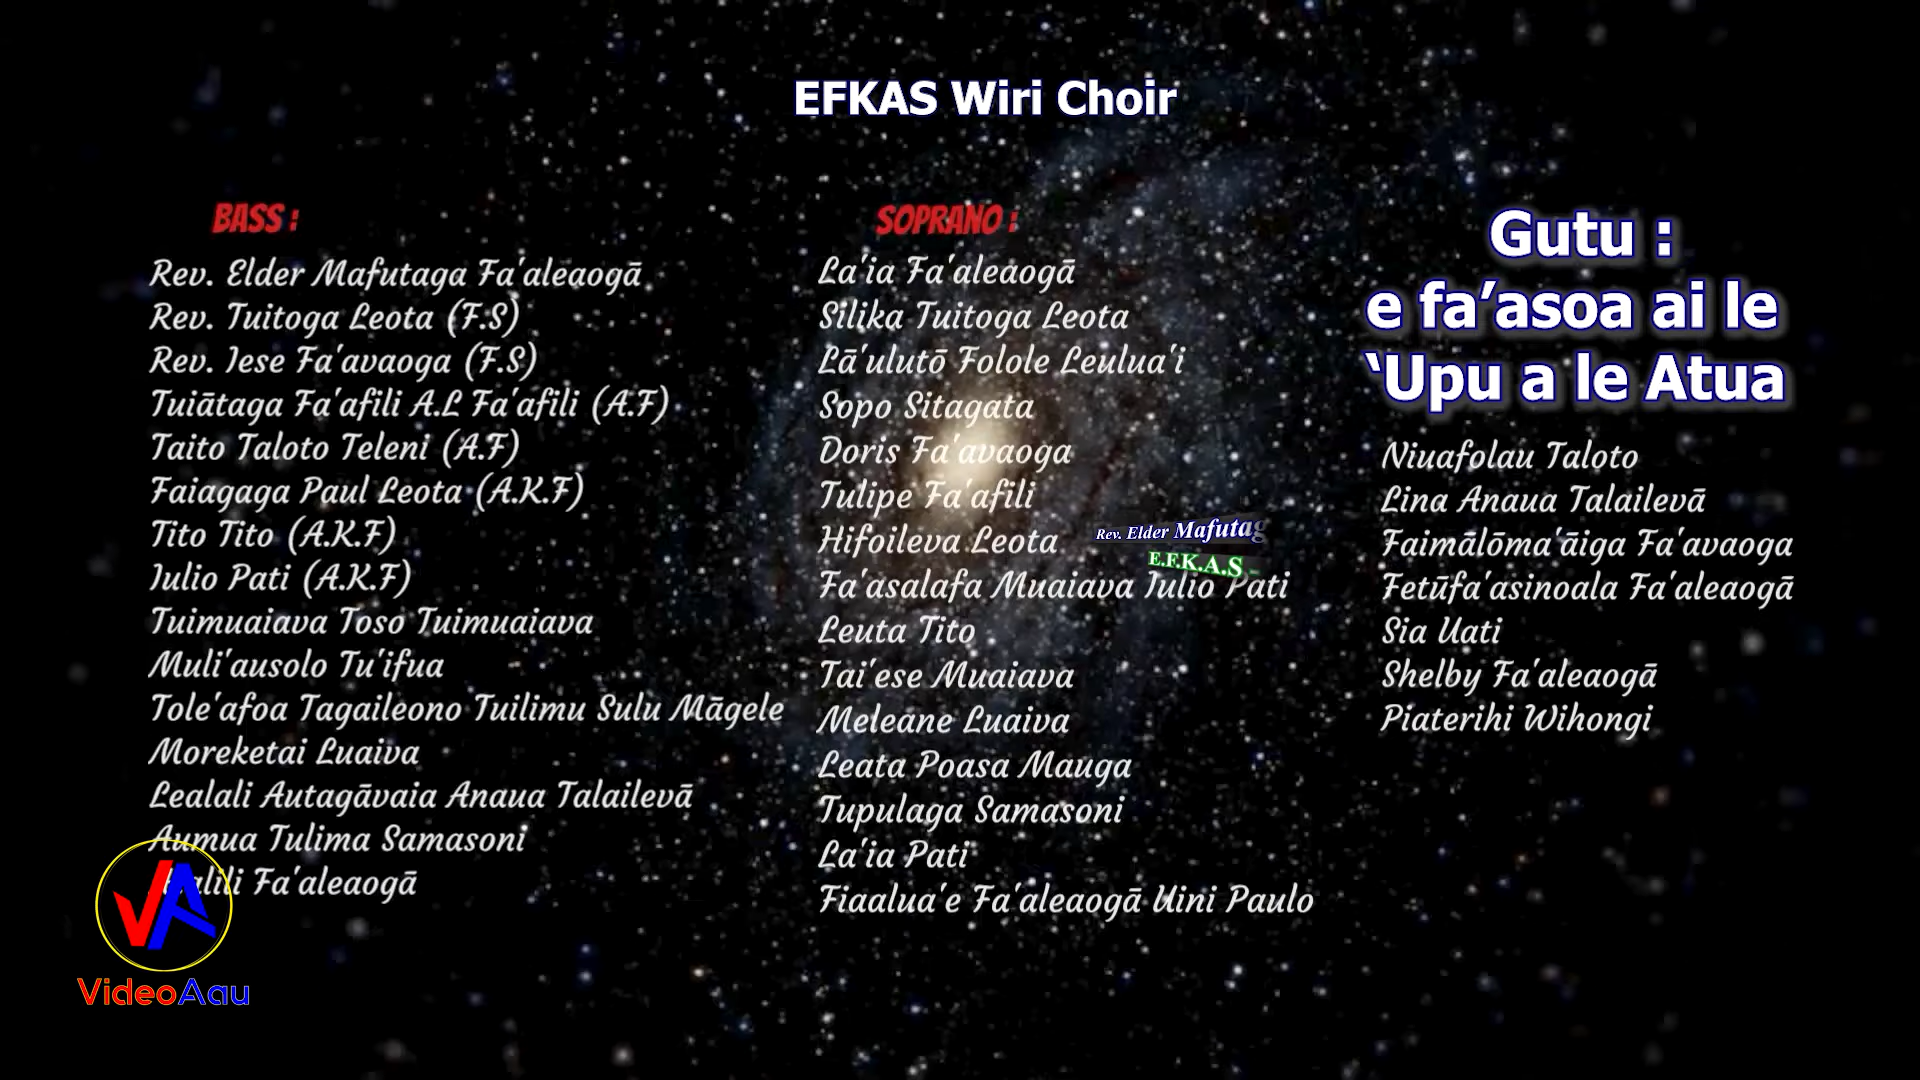 EFKAS Wiri Choir
BASS :
Rev. Elder Mafutaga Fa'aleaogā
Rev. Tuitoga Leota (F.S)
Rev. Iese Fa'avaoga (F.S)
Tuiātaga Fa'afili A.L Fa'afili (A.F)
Taito Taloto Teleni (A.F)
Faiagaga Paul Leota (A.K.F)
Tito Tito (A.K.F)
Iulio Pati (A.K.F)
Tuimuaiava Toso Tuimuaiava
Muli'ausolo Tu'ifua
Tole'afoa Tagaileono Tuilimu Sulu Māgele
Moreketai Luaiva
Lealali Autagāvaia Anaua Talailevā
Aumua Tulima Samasoni
Fa'aleaogā
SOPRANO :
La'ia Fa'aleaogā
Silika Tuitoga Leota
Lā'ulutō Folole Leulua'i
Sopo Sitagata
Doris Fa'avaoga
Tulipe Fa'afili
Hifoileva Leota
Fa'asalafa Muaiava Iulio Pati
Leuta Tito
Tai'ese Muaiava
Meleane Luaiva
Leata Poasa Mauga
Tupulaga Samasoni
La'ia Pati
Fiaalua'e Fa'aleaogā Uini Paulo
Rev. Elder Mafutag
E.F.K.A.S -
Gutu :
e fa’asoa ai le
‘Upu a le Atua
Niuafolau Taloto
Lina Anaua Talailevā
Faimālōma'āiga Fa'avaoga
Fetūfa'asinoala Fa'aleaogā
Sia Uati
Shelby Fa'aleaogā
Piaterihi Wihongi
VA
VideoAau